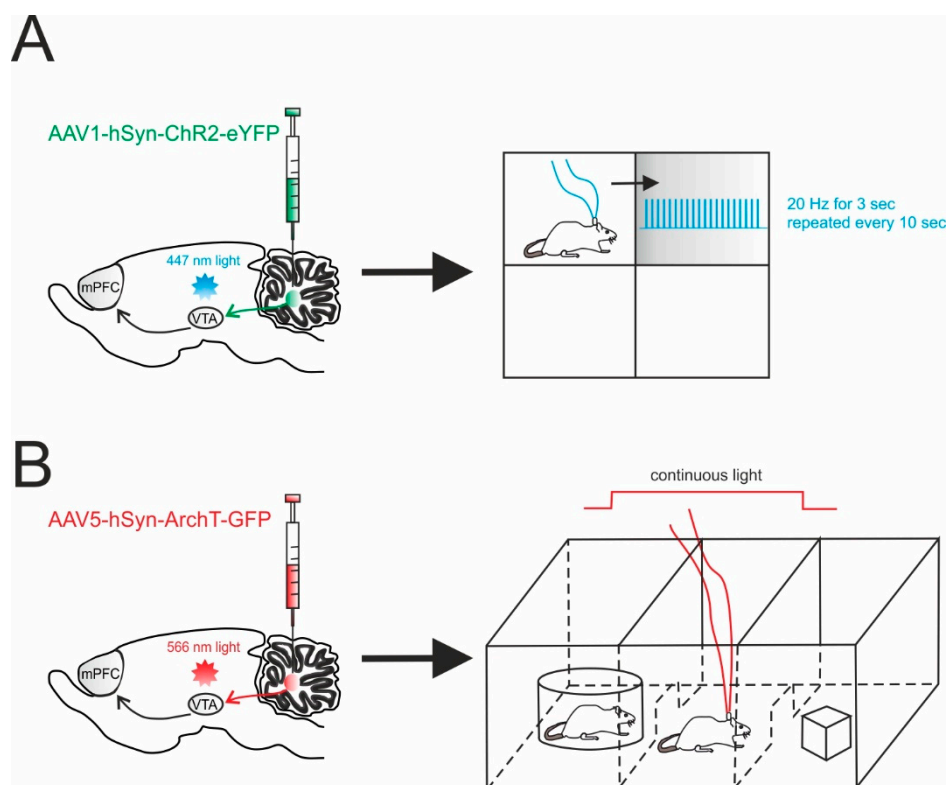 A
AAV1-hSyn-ChR2-eYFP
447 nm light
mPFC
VTA
20 Hz for 3 sec
repeated every 10 sec
B
AAV5-hSyn-ArchT-GFP
continuous light
566 nm light
mPFC
VTA